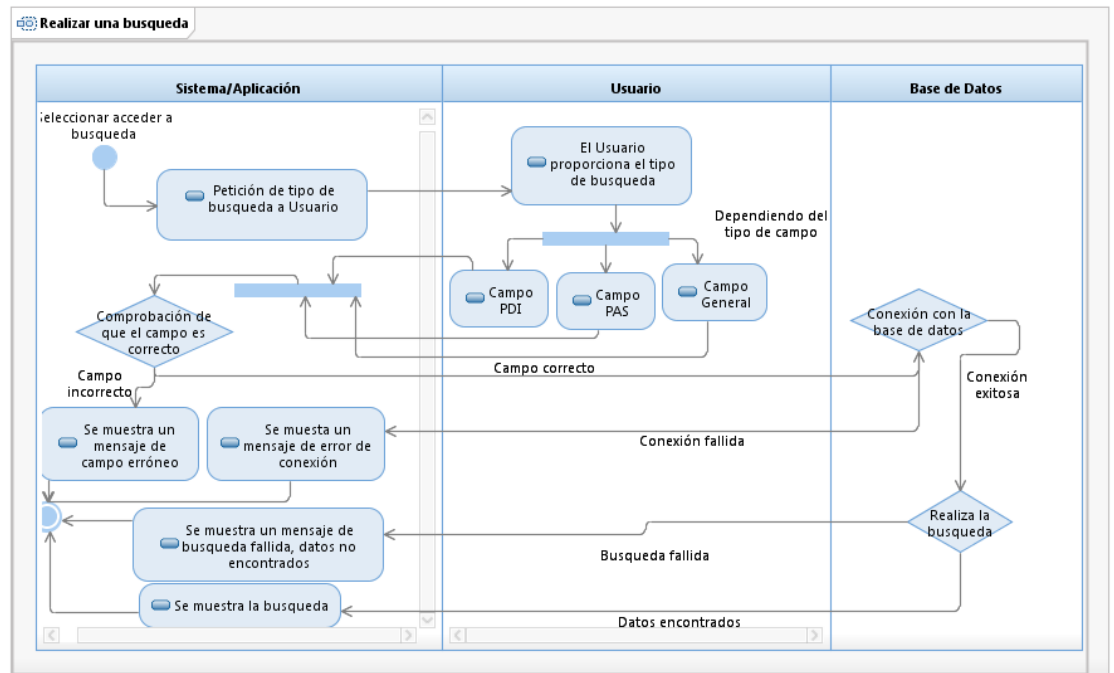 Realizar una busqueda
Sistema/Aplicación
Usuario
Base de Datos
eleccionar acceder a
busqueda
Petición de tipo de
busqueda a Usuario
El Usuario
proporciona el tipo
de busqueda
Dependiendo del
tipo de campo
Campo
PDI
Campo
PAS
Campo
General
Comprobación de
que el campo es
correcto
Conexión con la
base de datos
Campo correcto
Campo
incorrecto
Conexión
exitosa
Se muestra un
mensaje de
campo erróneo
Se muesta un
mensaje de error de
conexión
Conexión fallida
Se muestra un mensaje de
busqueda fallida, datos no
encontrados
Realiza la
busqueda
Busqueda fallida
Se muestra la busqueda
Datos encontrados